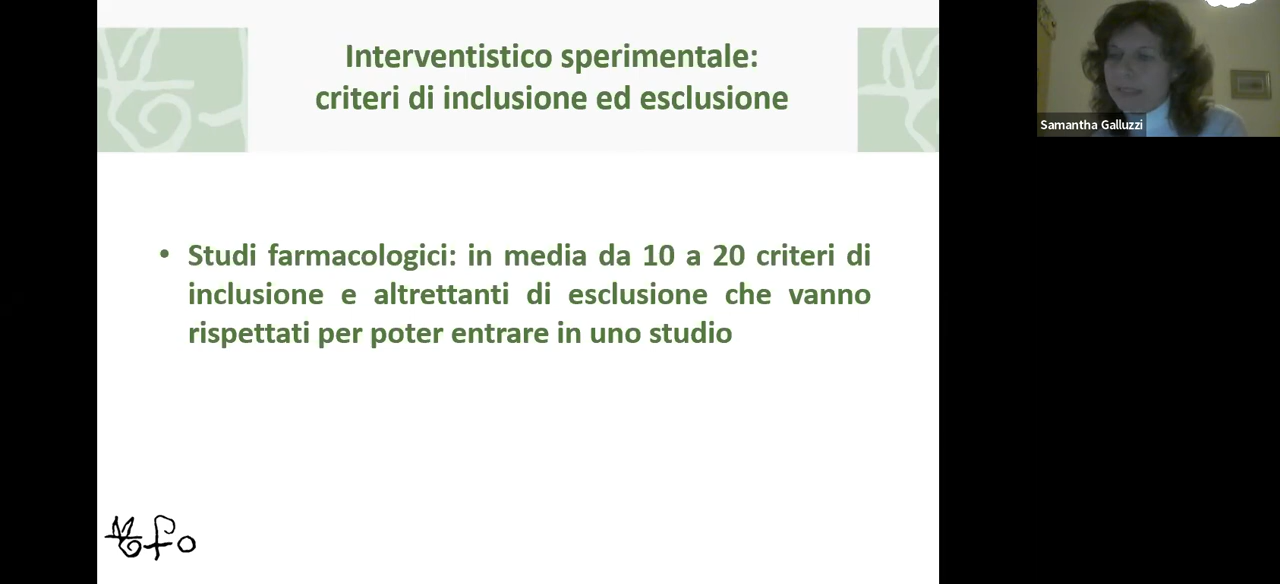 Interventistico sperimentale:
criteri di inclusione ed esclusione
Samantha Galluzzi
• Studi farmacologici: in media da 10 a 20 criteri di
inclusione e altrettanti di esclusione che vanno
rispettati per poter entrare in uno studio